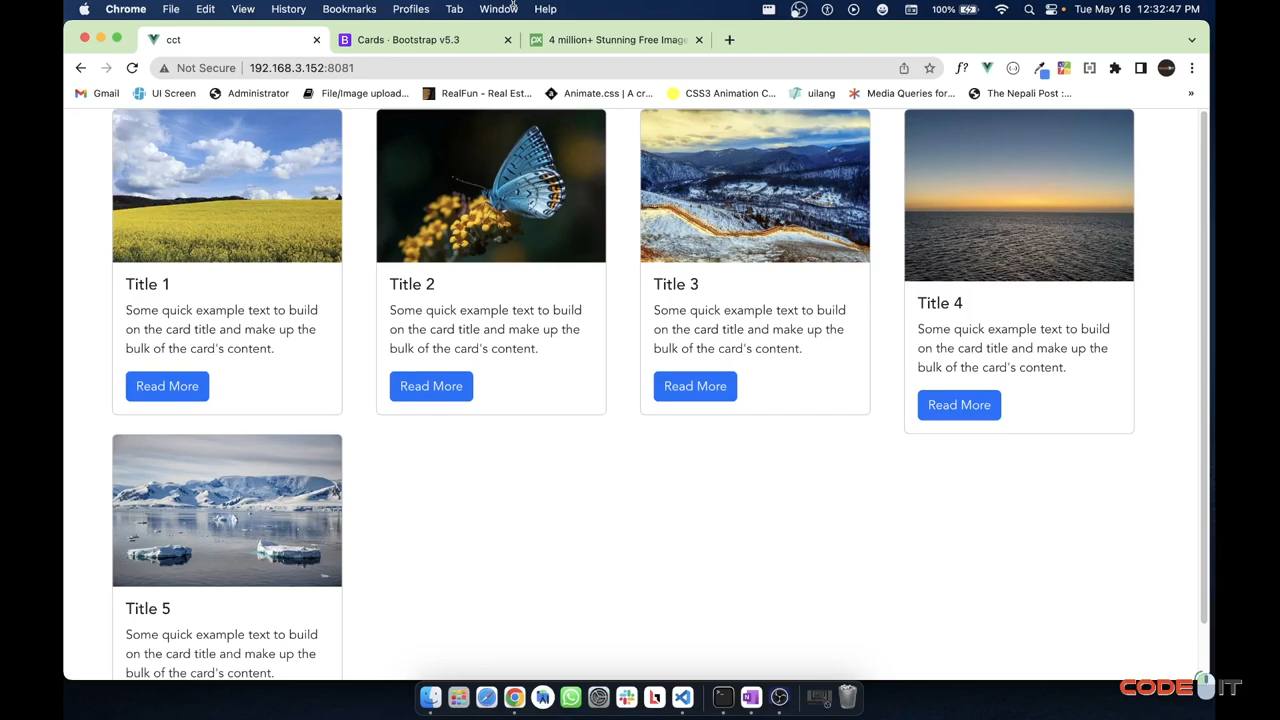 Chrome File Edit View History Bookmarks Profiles Tab Window Help 100% Tue May 16 12:32:47 PM
cct Cards · Bootstrap v5.3 4 million+ Stunning Free Image
Not Secure 192.168.3.152:8081 f?
Gmail UI Screen Administrator File/Image upload... RealFun - Real Est... Animate.css | A cr... CSS3 Animation C... uilang Media Queries for... The Nepali Post :... »
Title 1
Some quick example text to build
on the card title and make up the
bulk of the card's content.
Read More
Title 2
Some quick example text to build
on the card title and make up the
bulk of the card's content.
Read More
Title 3
Some quick example text to build
on the card title and make up the
bulk of the card's content.
Read More
Title 4
Some quick example text to build
on the card title and make up the
bulk of the card's content.
Read More
Title 5
Some quick example text to build
on the card title and make up the
bulk of the card's content.
CODE IT